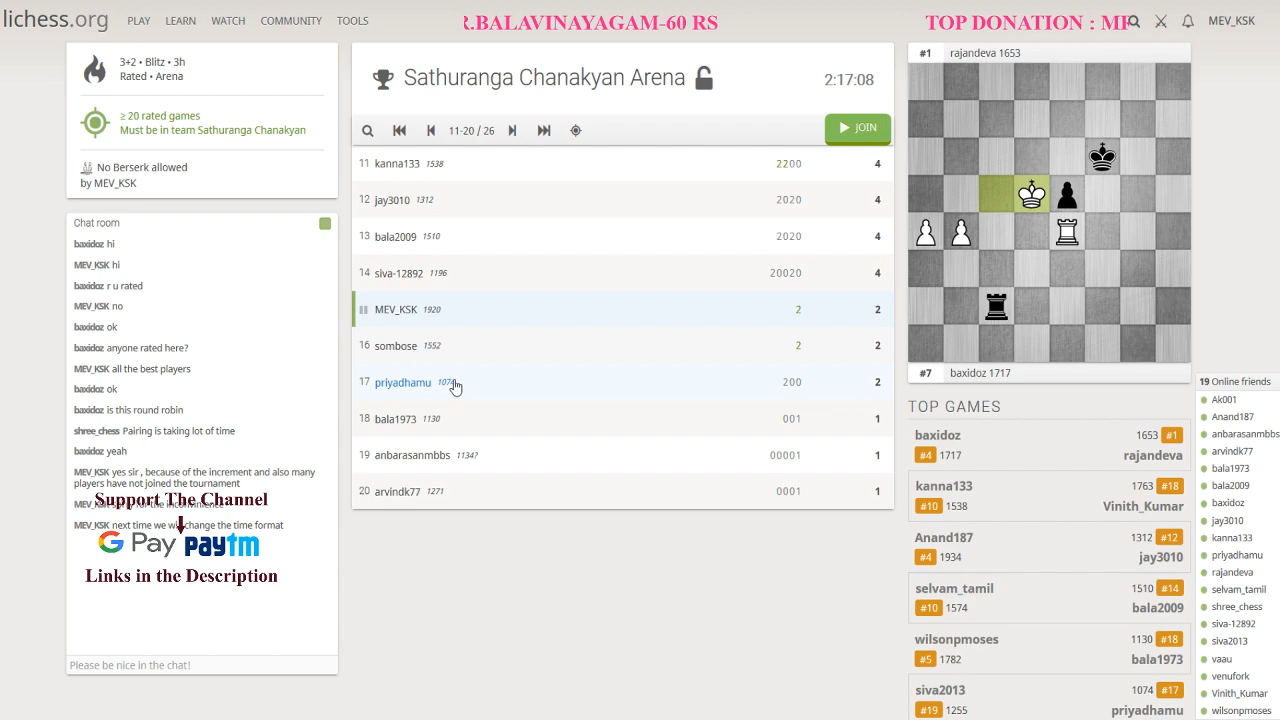 lichess.org PLAY LEARN WATCH COMMUNITY TOOLS
R.BALAVINAYAGAM-60 RS
TOP DONATION :
MEV_KSK
3+2 • Blitz • 3h
Rated • Arena
≥ 20 rated games
Must be in team Sathuranga Chanakyan
No Berserk allowed
by MEV_KSK
Chat room
baxidoz hi
MEV_KSK hi
baxidoz r u rated
MEV_KSK no
baxidoz ok
baxidoz anyone rated here?
MEV_KSK all the best players
baxidoz ok
baxidoz is this round robin
shree_chess Pairing is taking lot of time
baxidoz yeah
MEV_KSK yes sir , because of the increment and also many
players have not joined the tournament
Support The Channel
MEV_KSK next time we will change the time format
G Pay paytm
Links in the Description
Please be nice in the chat!
Sathuranga Chanakyan Arena 2:17:08
11-20 / 26 JOIN
11 kanna133 1538 2200 4
12 jay3010 1312 2020 4
13 bala2009 1510 2020 4
14 siva-12892 1196 20020 4
MEV_KSK 1920 2 2
16 sombose 1552 2 2
17 priyadhamu 1074 200 2
18 bala1973 1130 001 1
19 anbarasanmbbs 1134? 00001 1
20 arvindk77 1271 0001 1
#1 rajandeva 1653
#7 baxidoz 1717
TOP GAMES
baxidoz 1653 #1
#4 1717 rajandeva
kanna133 1763 #18
#10 1538 Vinith_Kumar
Anand187 1312 #12
#4 1934 jay3010
selvam_tamil 1510 #14
#10 1574 bala2009
wilsonpmoses 1130 #18
#5 1782 bala1973
siva2013 1074 #17
#19 1255 priyadhamu
19 Online friends
Ak001
Anand187
anbarasanmbbs
arvindk77
bala1973
bala2009
baxidoz
jay3010
kanna133
priyadhamu
rajandeva
selvam_tamil
shree_chess
siva-12892
siva2013
vaau
venufork
Vinith_Kumar
wilsonpmoses